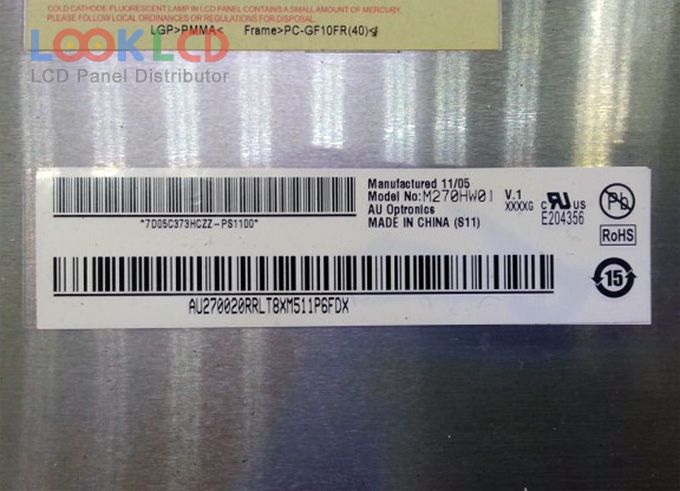 COLD CATHODE FLUORESCENT LAMP IN LCD PANEL CONTAINS A SMALL AMOUNT OF MERCURY,
PLEASE FOLLOW LOCAL ORDINANCES OR REGULATIONS FOR DISPOSAL.
LGP>PMMA< Frame>PC-GF10FR(40)<
LOOKLCD
LCD Panel Distributor
Manufactured 11/05
Model No:M270HW01 V.1
XXXXG
AU Optronics
MADE IN CHINA (S11)
*7D05C373HCZZ-PS1100*
C UR US
E204356
Pb
RoHS
15
AU270020RRLT8XM511P6FDX